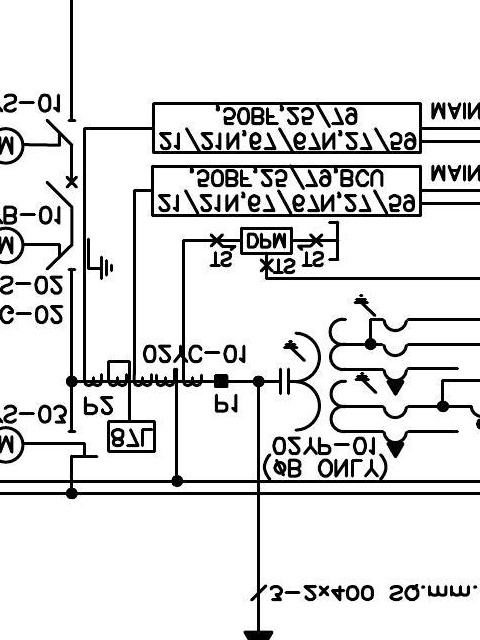 3-2x400 SQ.mm.
(ØB ONLY)
02YP-01
87L
M
S-03
P2
P1
02YC-01
G-02
S-02
TS
TS
TS
DPM
M
B-01
21/21N,67/67N,27/59
,50BF,25/79,BCU
MAIN
M
S-01
21/21N,67/67N,27/59
,50BF,25/79
MAIN